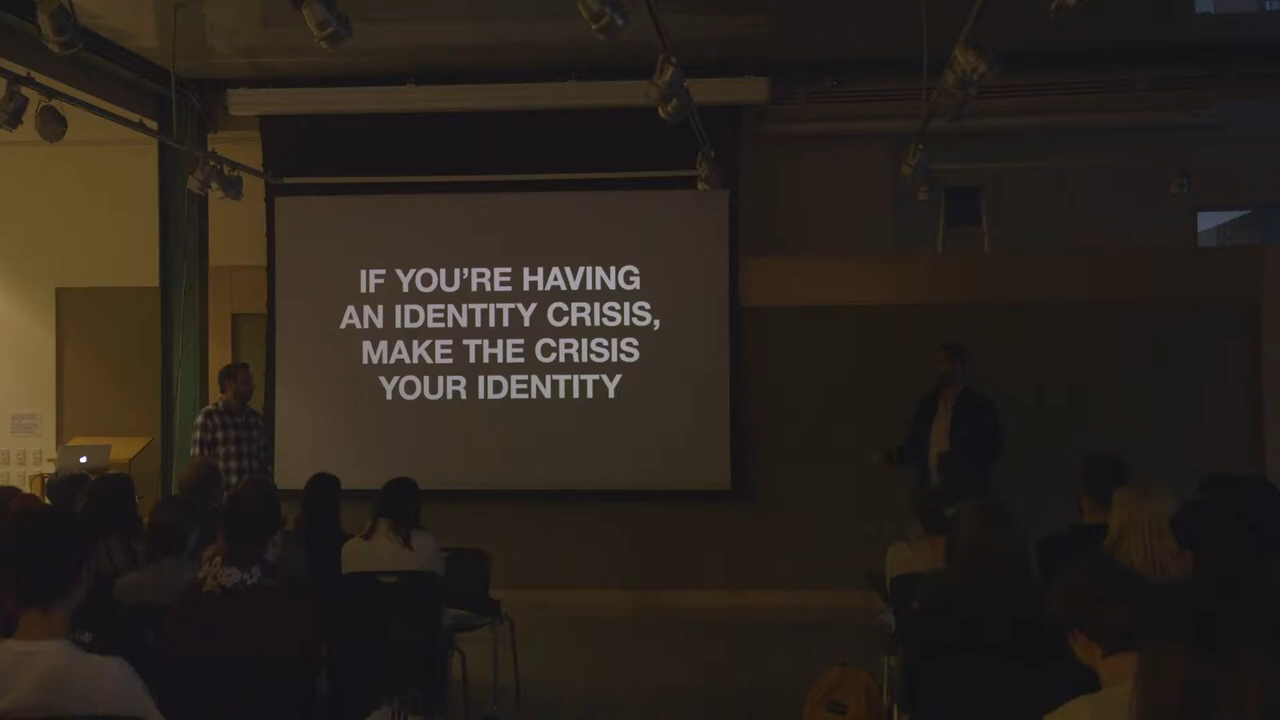 IF YOU’RE HAVING
AN IDENTITY CRISIS,
MAKE THE CRISIS
YOUR IDENTITY